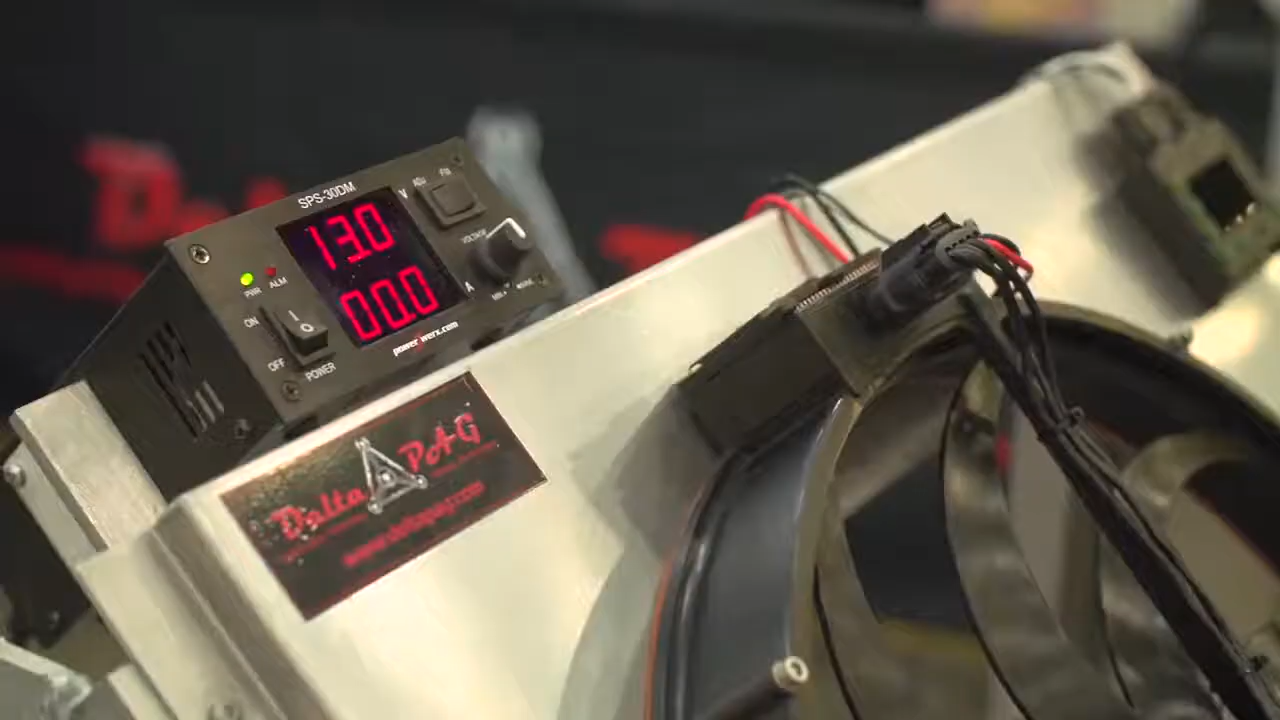 Delta
SPS-30DM
13.0
V
ADJ
FIX
VOLTAGE
00.0
A
PWR
ALM
ON
OFF
POWER
powerwerx.com
Delta PAG
www.deltapag.com